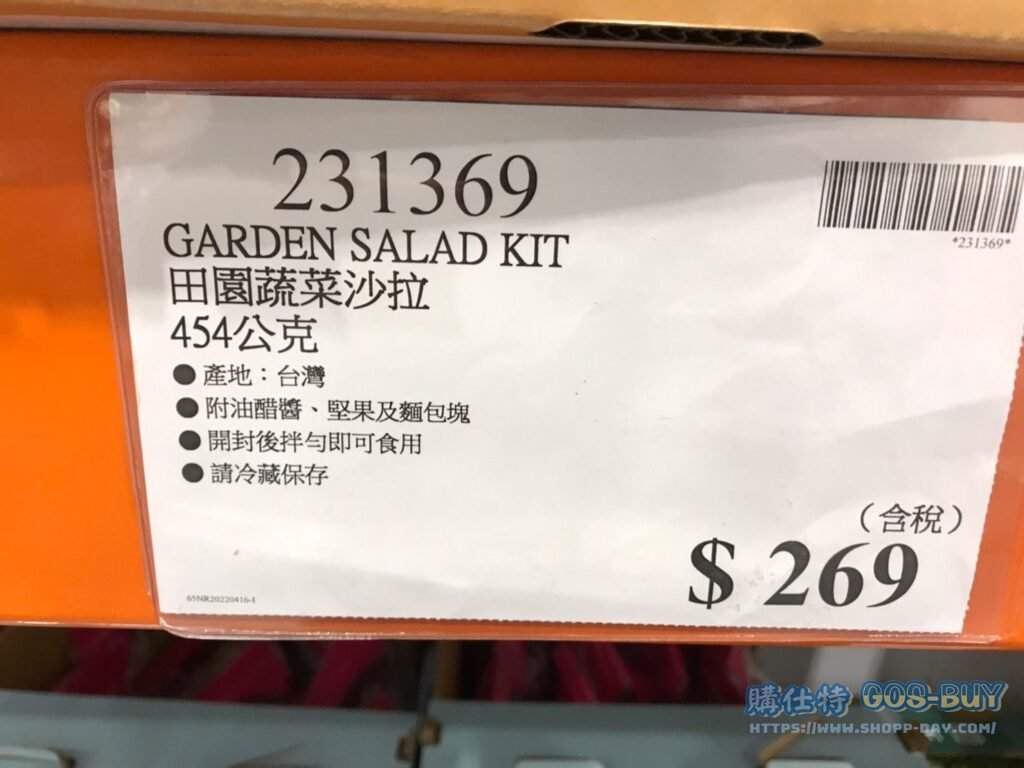 231369
*231369*
GARDEN SALAD KIT
田園蔬菜沙拉
454公克
●產地：台灣
●附油醋醬、堅果及麵包塊
●開封後拌勻即可食用
●請冷藏保存
（含稅）
$ 269
65NR20220416-1
購仕特 GOS-BUY
HTTPS://WWW.SHOPP-DAY.COM/